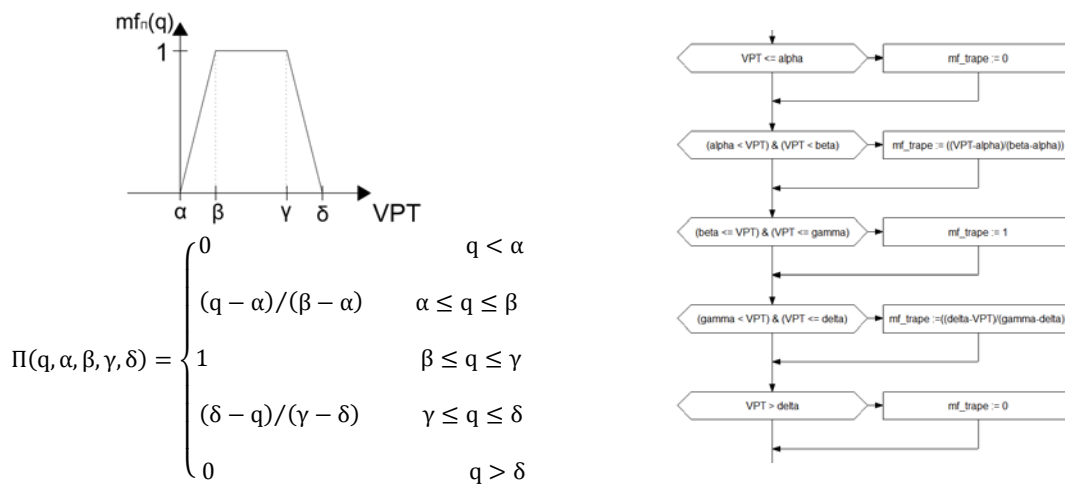 mfₙ(q)
1
α β γ δ VPT
0 q < α
(q − α)/(β − α) α ≤ q ≤ β
Π(q, α, β, γ, δ) = 1 β ≤ q ≤ γ
(δ − q)/(γ − δ) γ ≤ q ≤ δ
0 q > δ
VPT <= alpha mf_trape := 0
(alpha < VPT) & (VPT < beta) mf_trape := ((VPT-alpha)/(beta-alpha))
(beta <= VPT) & (VPT <= gamma) mf_trape := 1
(gamma < VPT) & (VPT <= delta) mf_trape :=((delta-VPT)/(gamma-delta)
VPT > delta mf_trape := 0